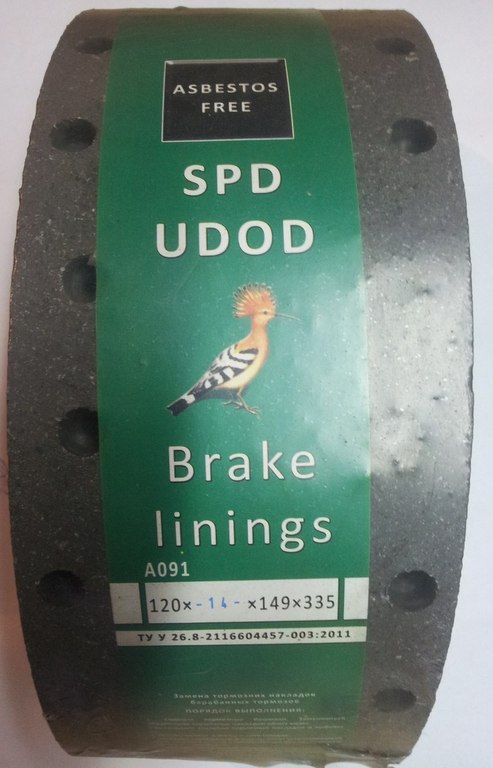 ASBESTOS
FREE
SPD
UDOD
Brake
linings
A091
120×-14-×149×335
ТУ У 26.8-2116604457-003:2011
Замена тормозных накладок
барабанных тормозов
ПОРЯДОК ВЫПОЛНЕНИЯ: